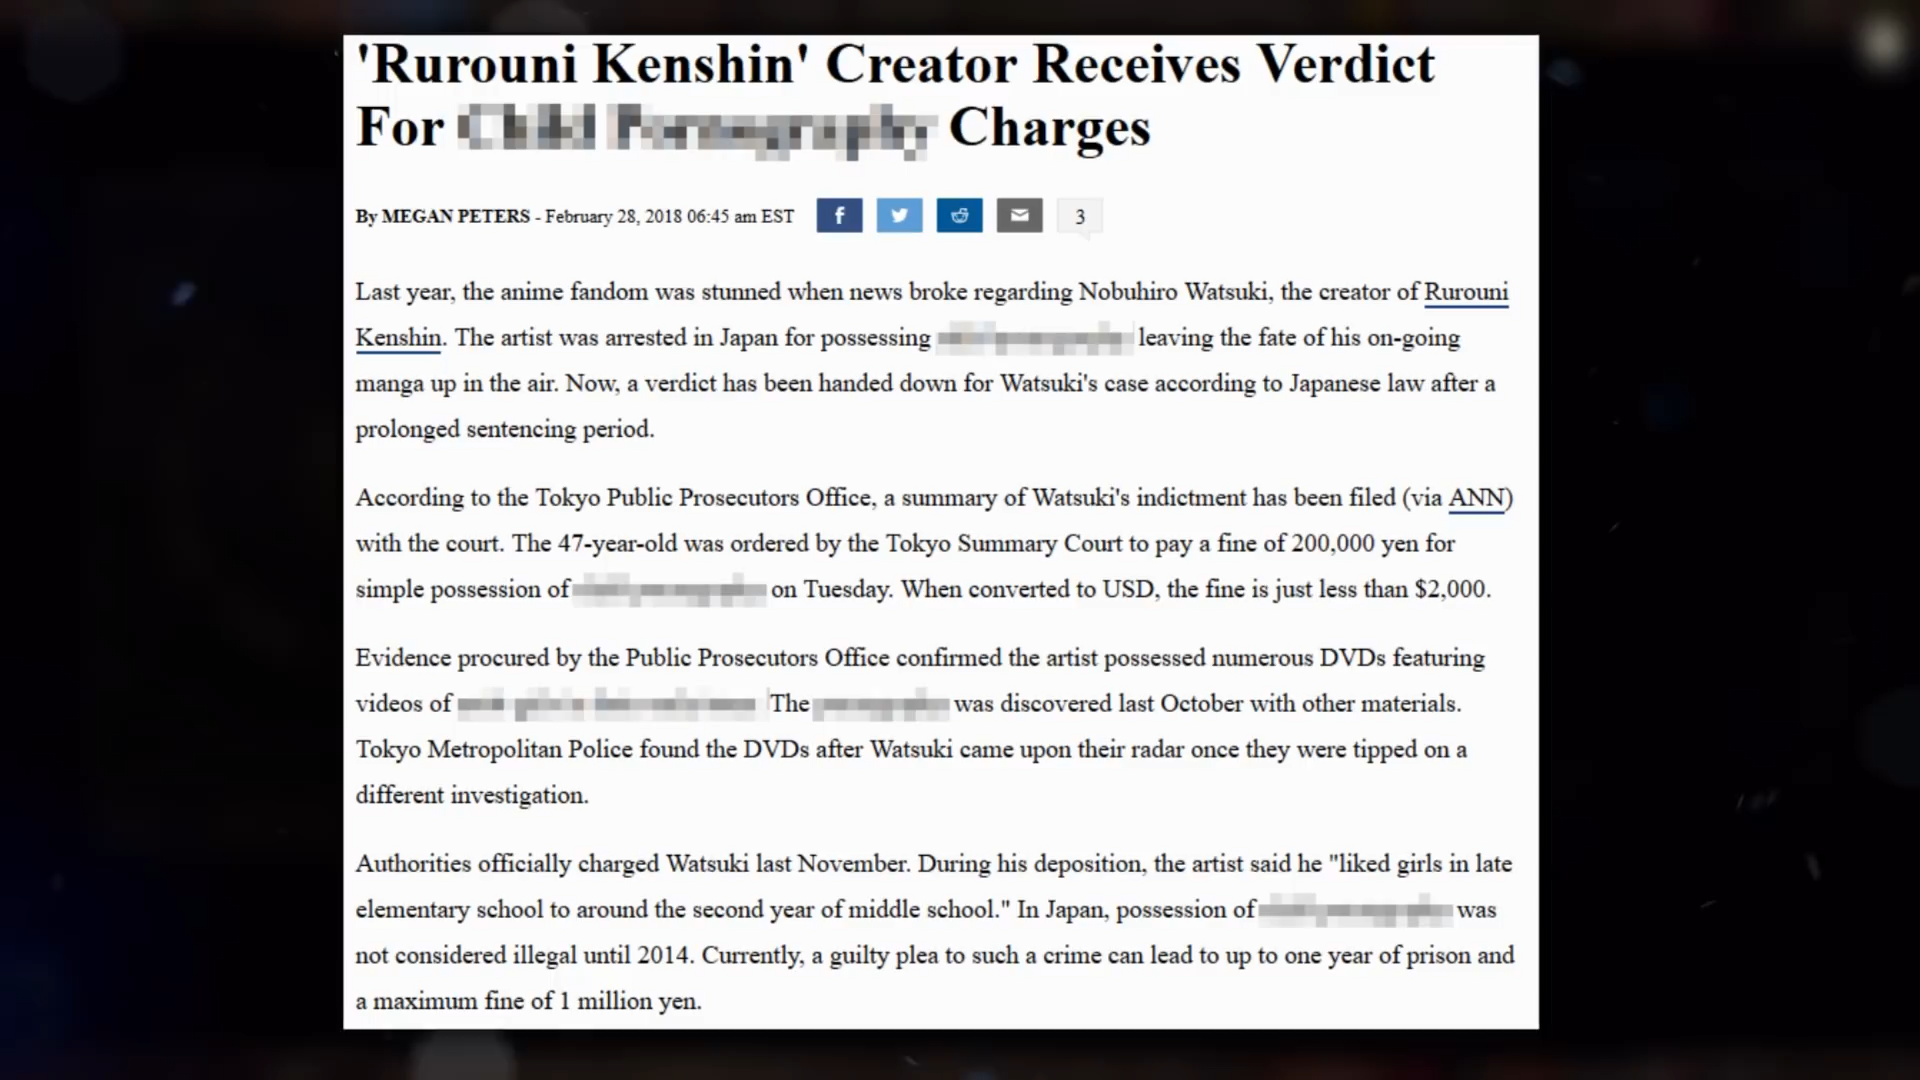 'Rurouni Kenshin' Creator Receives Verdict
For Child Pornography Charges
By MEGAN PETERS - February 28, 2018 06:45 am EST
f
3
Last year, the anime fandom was stunned when news broke regarding Nobuhiro Watsuki, the creator of Rurouni
Kenshin. The artist was arrested in Japan for possessing leaving the fate of his on-going
manga up in the air. Now, a verdict has been handed down for Watsuki's case according to Japanese law after a
prolonged sentencing period.
According to the Tokyo Public Prosecutors Office, a summary of Watsuki's indictment has been filed (via ANN)
with the court. The 47-year-old was ordered by the Tokyo Summary Court to pay a fine of 200,000 yen for
simple possession of on Tuesday. When converted to USD, the fine is just less than $2,000.
Evidence procured by the Public Prosecutors Office confirmed the artist possessed numerous DVDs featuring
videos of The was discovered last October with other materials.
Tokyo Metropolitan Police found the DVDs after Watsuki came upon their radar once they were tipped on a
different investigation.
Authorities officially charged Watsuki last November. During his deposition, the artist said he "liked girls in late
elementary school to around the second year of middle school." In Japan, possession of was
not considered illegal until 2014. Currently, a guilty plea to such a crime can lead to up to one year of prison and
a maximum fine of 1 million yen.